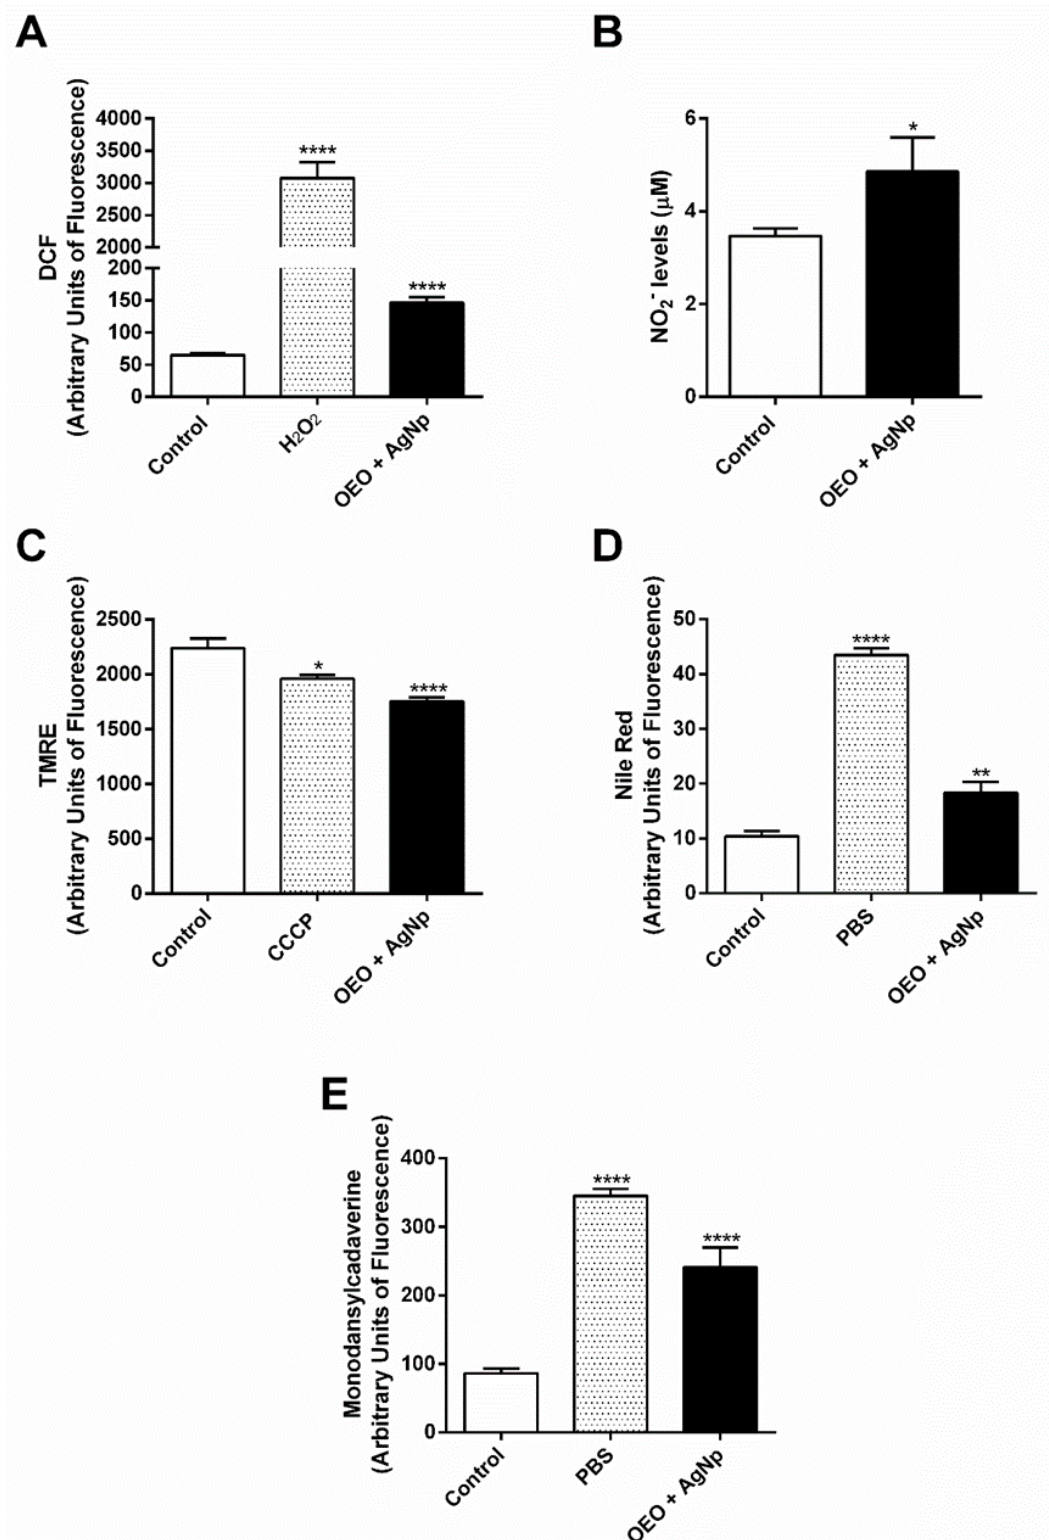 A
DCF
(Arbitrary Units of Fluorescence)
4000
3500
3000
2500
2000
200
150
100
50
0
****
****
Control
H2O2
OEO + AgNp
B
NO2- levels (μM)
6
4
2
0
*
Control
OEO + AgNp
C
TMRE
(Arbitrary Units of Fluorescence)
2500
2000
1500
1000
500
0
*
****
Control
CCCP
OEO + AgNp
D
Nile Red
(Arbitrary Units of Fluorescence)
50
40
30
20
10
0
****
**
Control
PBS
OEO + AgNp
E
Monodansylcadaverine
(Arbitrary Units of Fluorescence)
400
300
200
100
0
****
****
Control
PBS
OEO + AgNp